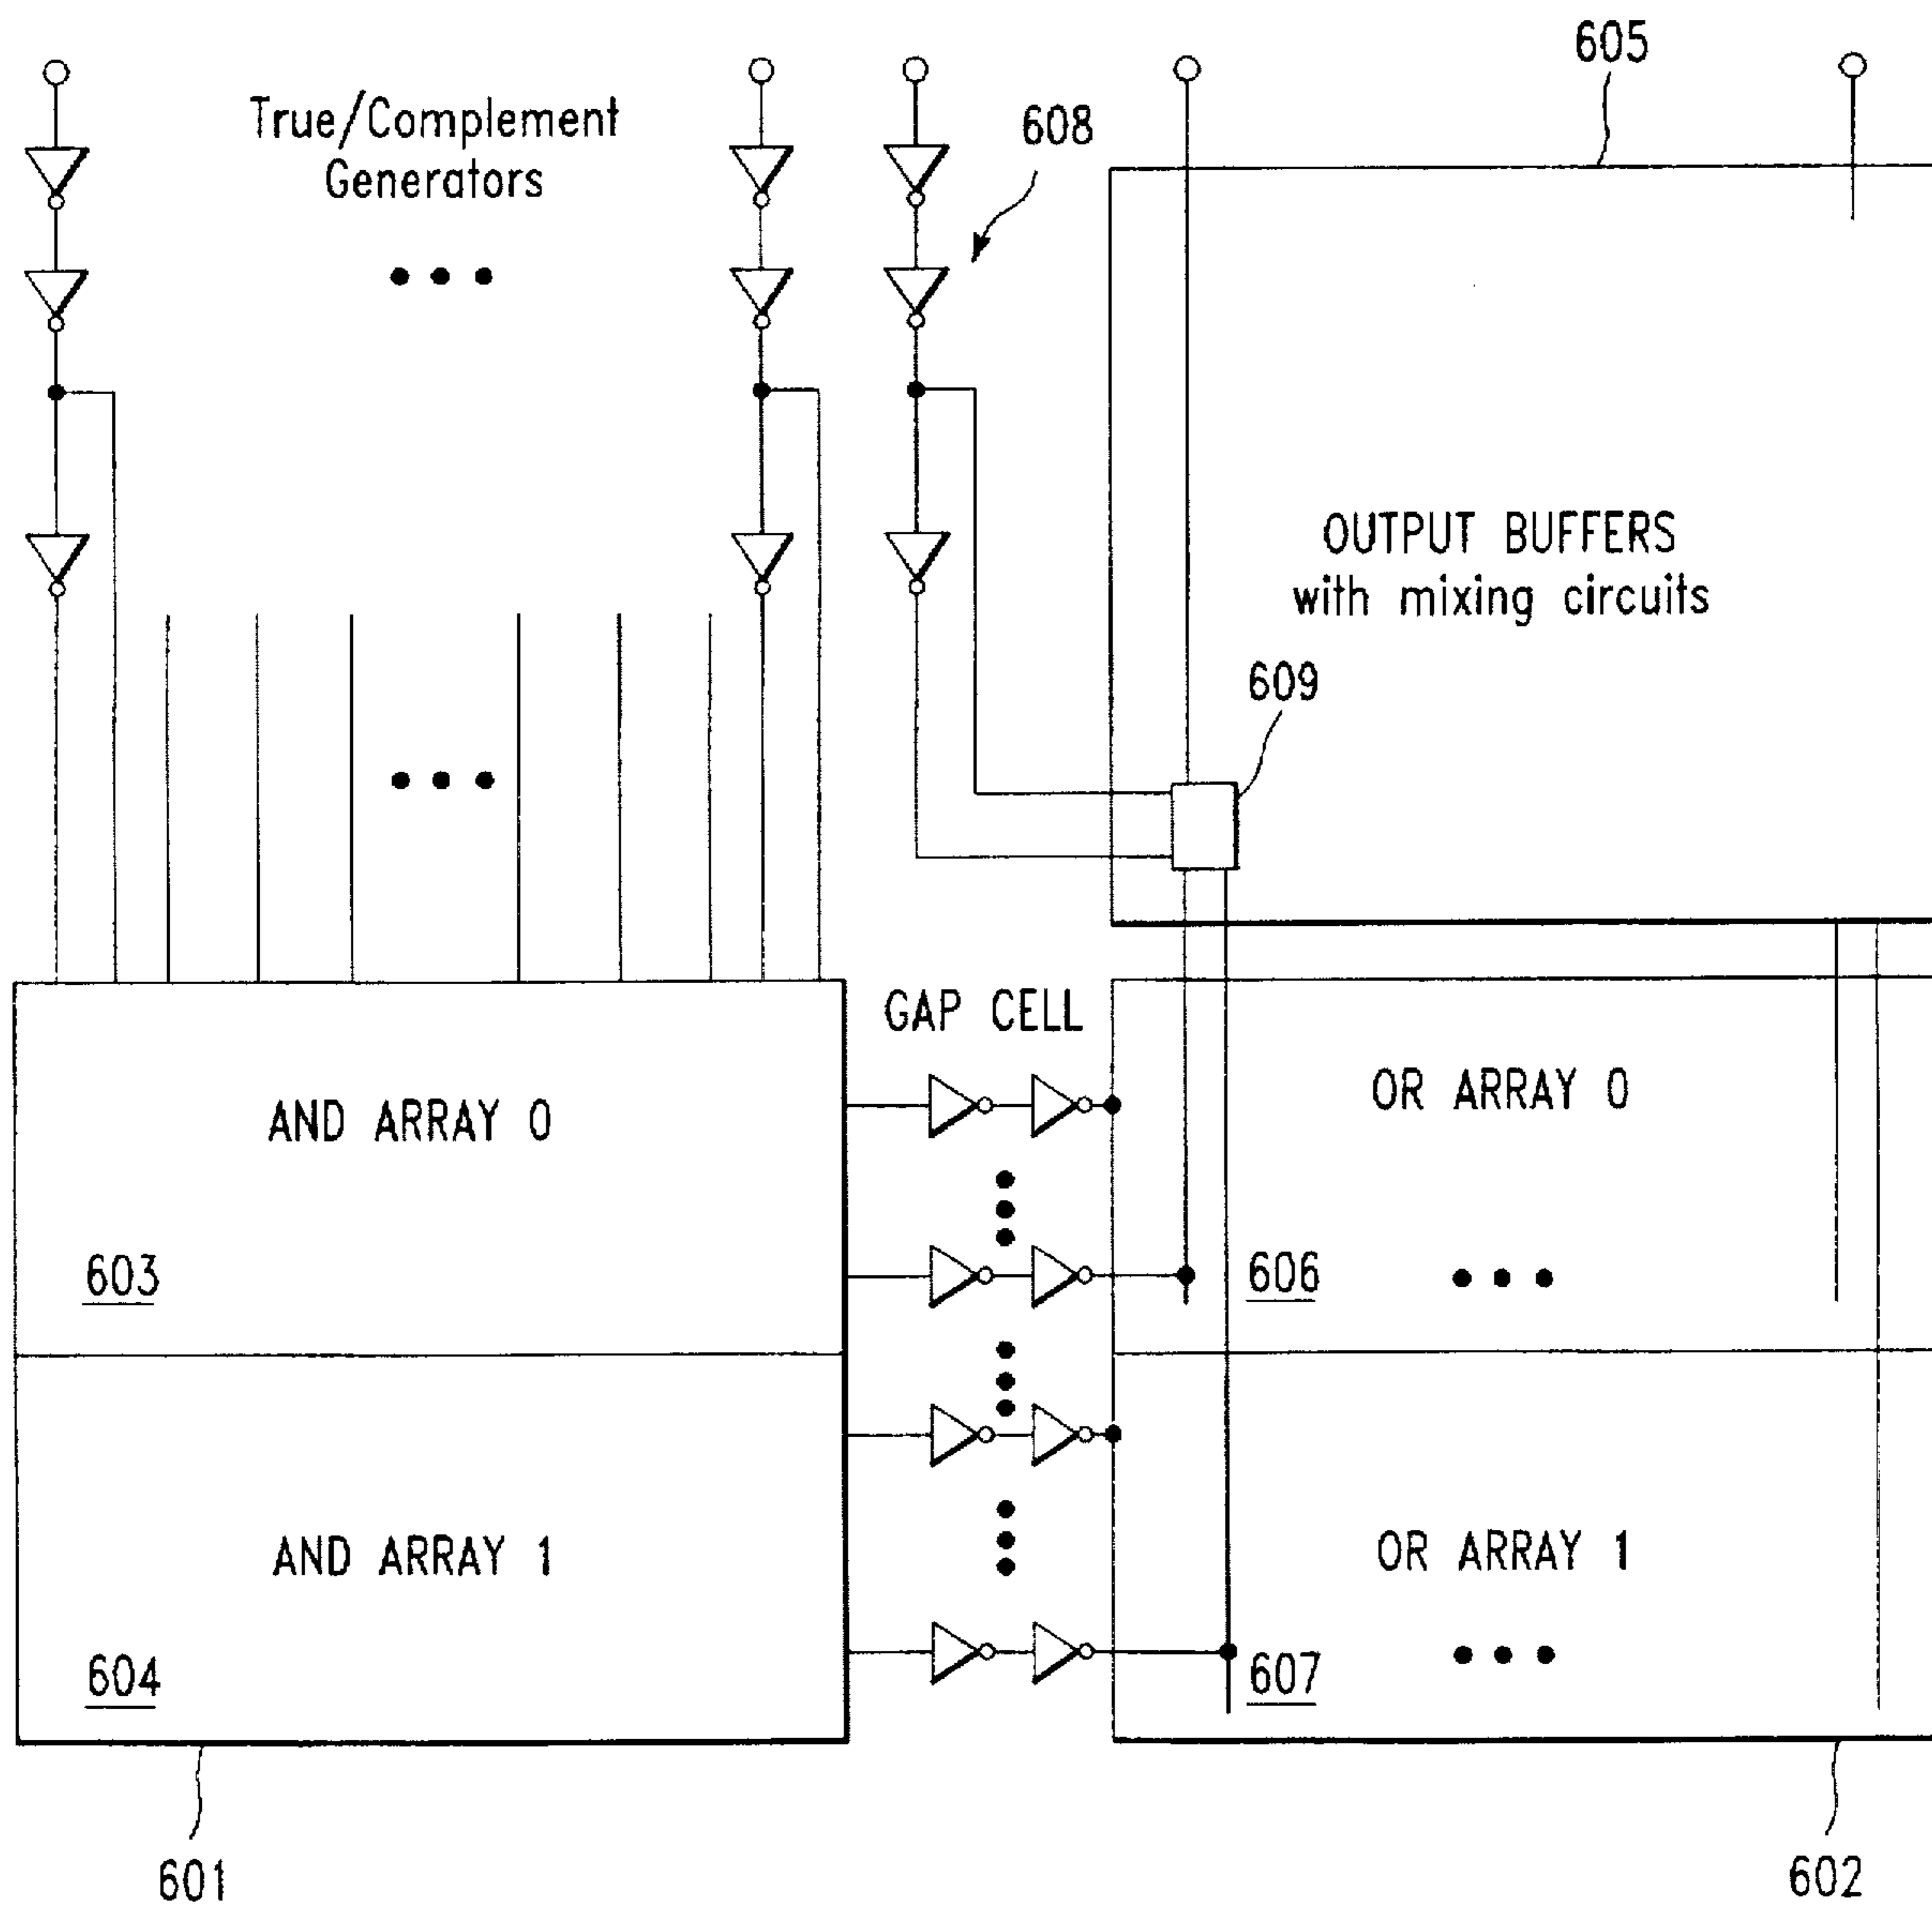 605
True/Complement
Generators
608
OUTPUT BUFFERS
with mixing circuits
609
GAP CELL
AND ARRAY 0
OR ARRAY 0
603
606
AND ARRAY 1
OR ARRAY 1
604
607
601
602